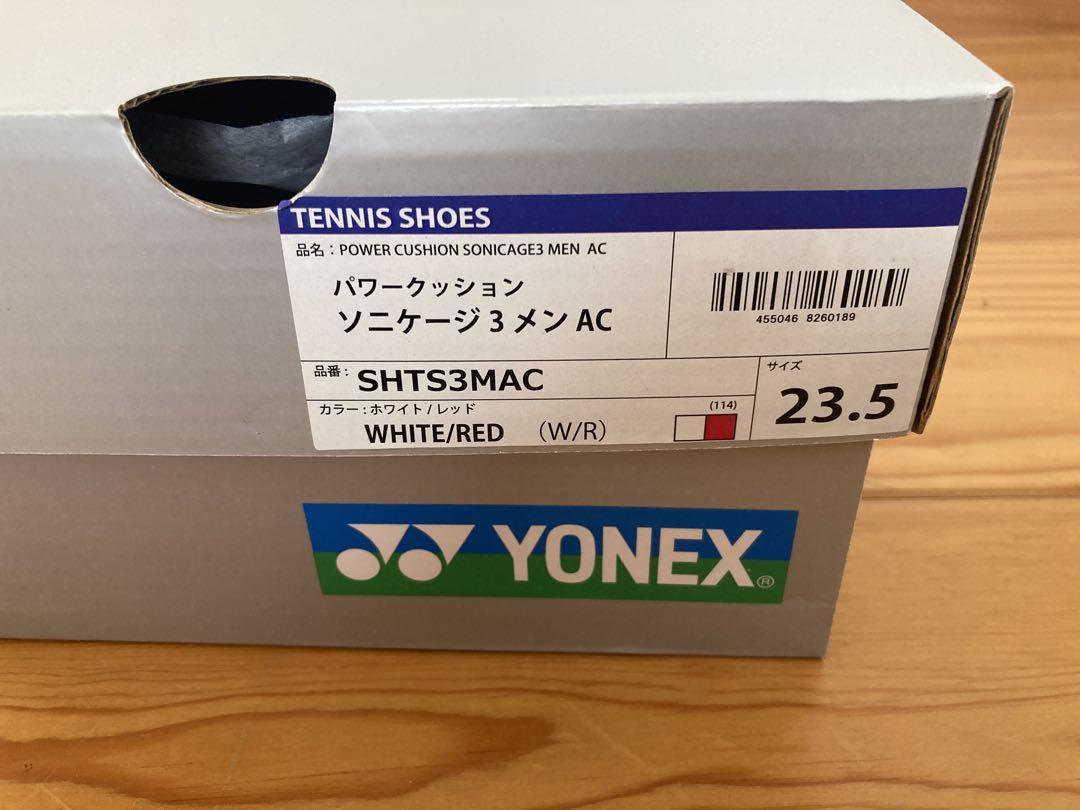 TENNIS SHOES
品名：POWER CUSHION SONICAGE3 MEN AC
パワークッション
ソニケージ 3 メン AC
455046 8260189
品番：SHTS3MAC
カラー：ホワイト / レッド
WHITE/RED （W/R）
(114)
サイズ
23.5
YONEX®